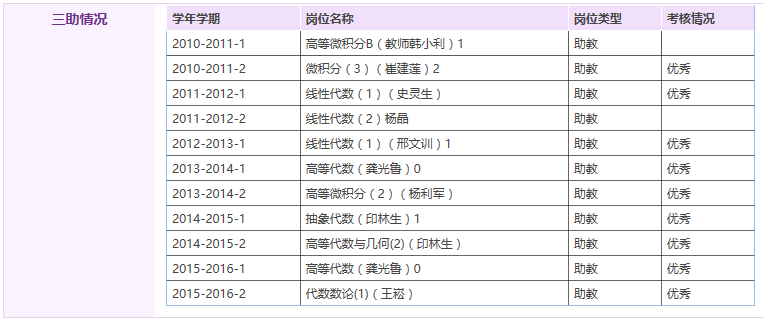 三助情况
学年学期 岗位名称 岗位类型 考核情况
2010-2011-1 高等微积分B（教师韩小利）1 助教
2010-2011-2 微积分（3）（崔建莲）2 助教 优秀
2011-2012-1 线性代数（1）（史灵生） 助教 优秀
2011-2012-2 线性代数（2）杨晶 助教
2012-2013-1 线性代数（1）（邢文训）1 助教 优秀
2013-2014-1 高等代数（龚光鲁）0 助教 优秀
2013-2014-2 高等微积分（2）（杨利军） 助教 优秀
2014-2015-1 抽象代数（印林生）1 助教 优秀
2014-2015-2 高等代数与几何(2)（印林生） 助教 优秀
2015-2016-1 高等代数（龚光鲁）0 助教 优秀
2015-2016-2 代数数论(1)（王崧） 助教 优秀